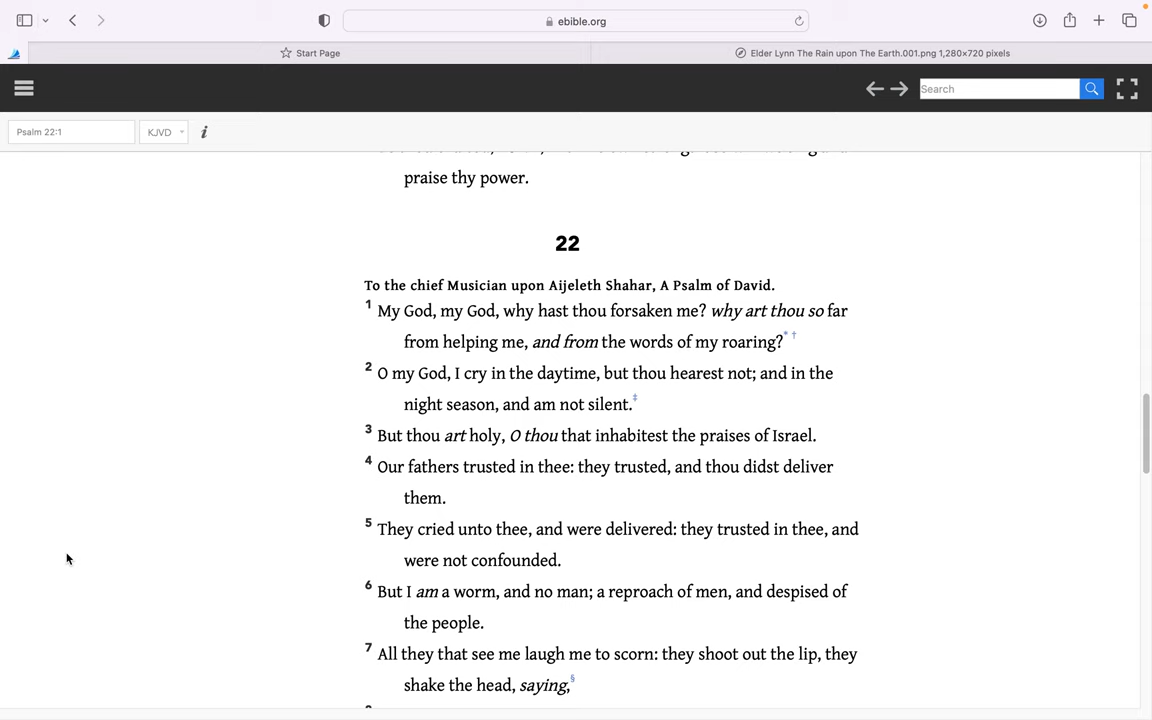 ebible.org
Start Page
Elder Lynn The Rain upon The Earth.001.png 1,280×720 pixels
Search
Psalm 22:1
KJVD
praise thy power.
22
To the chief Musician upon Aijeleth Shahar, A Psalm of David.
1 My God, my God, why hast thou forsaken me? why art thou so far
from helping me, and from the words of my roaring?* †
2 O my God, I cry in the daytime, but thou hearest not; and in the
night season, and am not silent.‡
3 But thou art holy, O thou that inhabitest the praises of Israel.
4 Our fathers trusted in thee: they trusted, and thou didst deliver
them.
5 They cried unto thee, and were delivered: they trusted in thee, and
were not confounded.
6 But I am a worm, and no man; a reproach of men, and despised of
the people.
7 All they that see me laugh me to scorn: they shoot out the lip, they
shake the head, saying,§